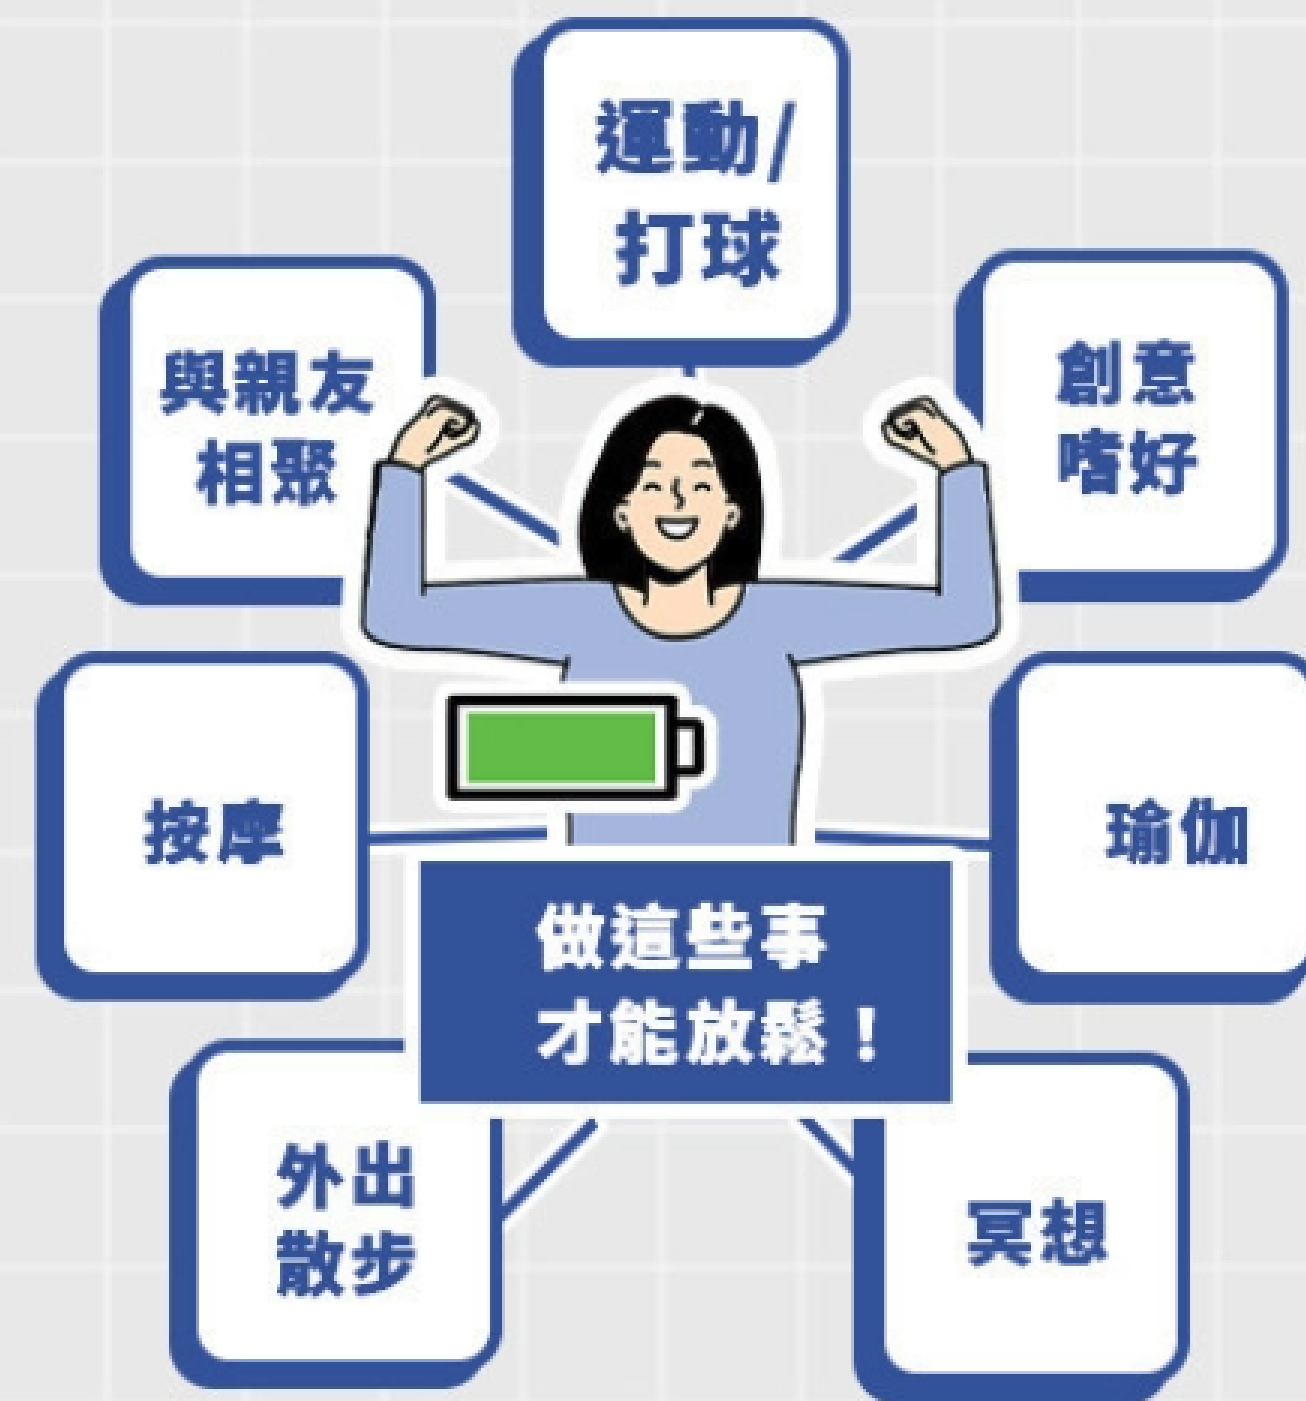 運動/
打球
與親友
相聚
創意
嗜好
按摩
瑜伽
做這些事
才能放鬆！
外出
散步
冥想